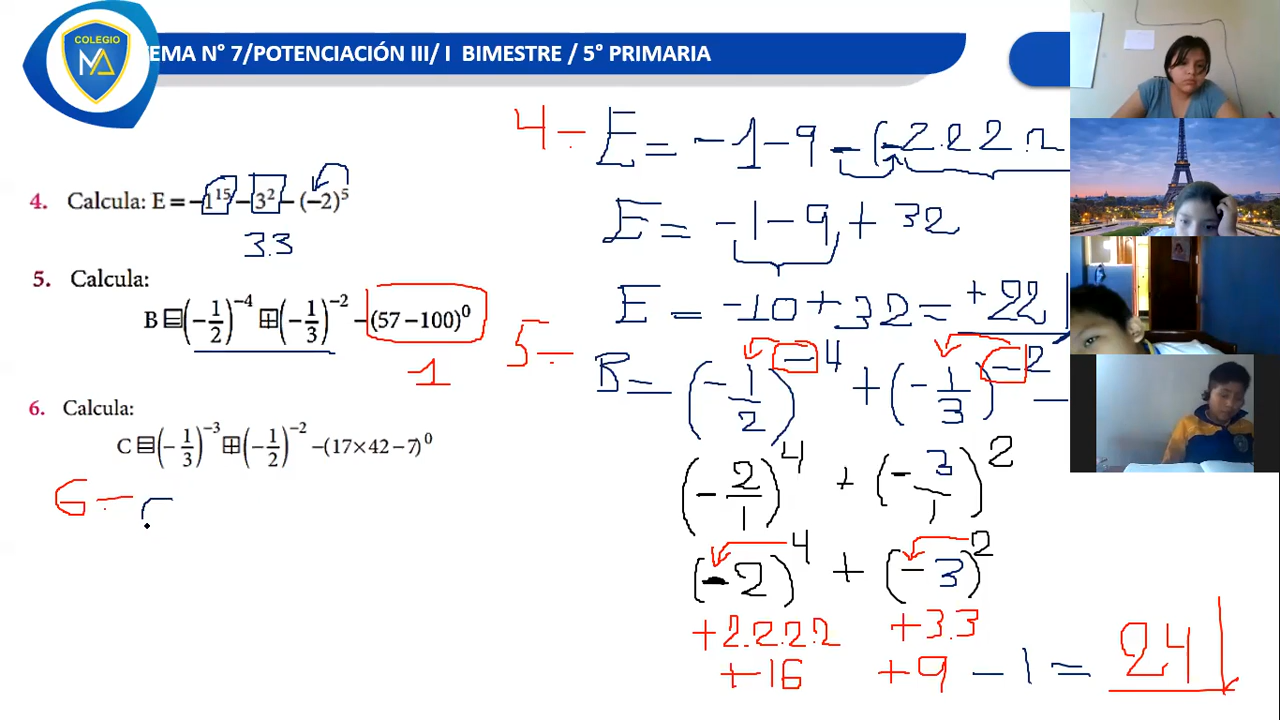 COLEGIO
MA
TEMA N° 7/POTENCIACIÓN III/ I BIMESTRE / 5° PRIMARIA
4. Calcula: E = -1^15 - 3^2 - (-2)^5
3.3
5. Calcula:
B = (-1/2)^-4 + (-1/3)^-2 - (57 - 100)^0
1
6. Calcula:
C = (-1/3)^-3 + (-1/2)^-2 - (17×42 - 7)^0
6-
4- E = -1-9 - (-2.2.2.2
E = -1-9 + 32
E = -10 + 32 = +22
5-
B = (-1/2)^-4 + (-1/3)^-2 -
(-2/1)^4 + (-3/1)^2
(-2)^4 + (-3)^2
+2.2.2.2 +3.3
+16 +9 - 1 = 24